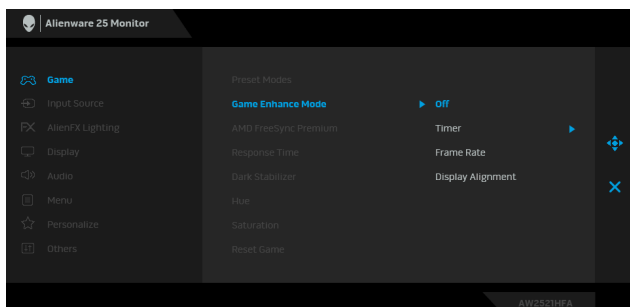 Alienware 25 Monitor
Game
Input Source
FX AlienFX Lighting
Display
Audio
Menu
Personalize
Others
Preset Modes
Game Enhance Mode
AMD FreeSync Premium
Response Time
Dark Stabilizer
Hue
Saturation
Reset Game
Off
Timer
Frame Rate
Display Alignment
AW2521HFA